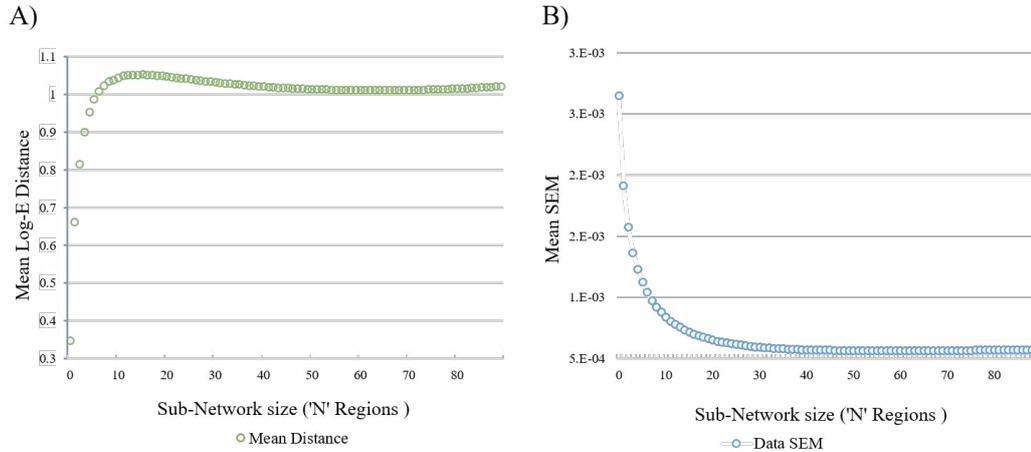 A)
1.1
1
0.9
0.8
0.7
0.6
0.5
0.4
0.3
Mean Log-E Distance
0 10 20 30 40 50 60 70 80
Sub-Network size ('N' Regions )
Mean Distance
B)
3.E-03
3.E-03
2.E-03
2.E-03
1.E-03
5.E-04
Mean SEM
0 10 20 30 40 50 60 70 80
Sub-Network size ('N' Regions )
Data SEM